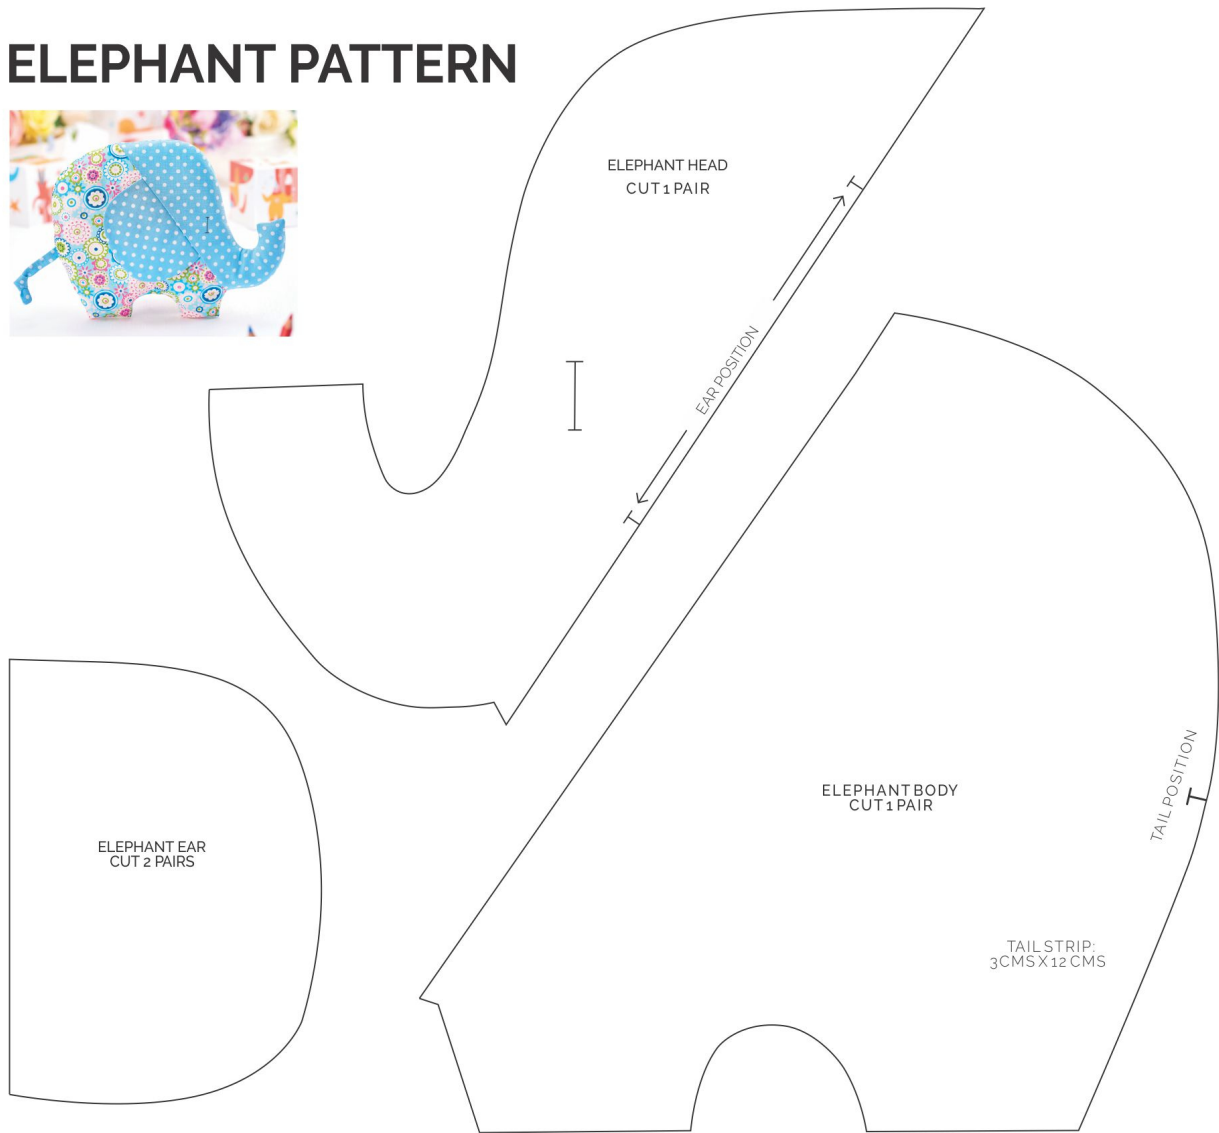 ELEPHANT PATTERN
ELEPHANT HEAD
CUT 1 PAIR
EAR POSITION
ELEPHANT BODY
CUT 1 PAIR
TAIL POSITION
ELEPHANT EAR
CUT 2 PAIRS
TAIL STRIP:
3CMS X 12 CMS